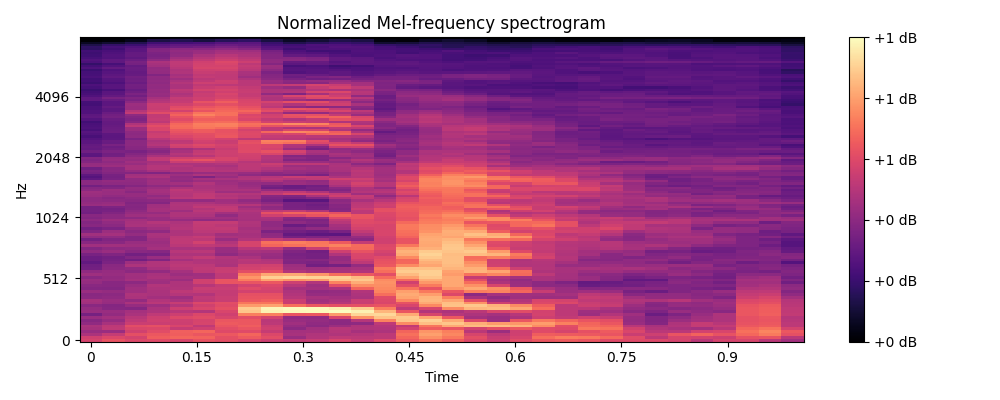 Normalized Mel-frequency spectrogram
Hz
4096
2048
1024
512
0
0 0.15 0.3 0.45 0.6 0.75 0.9
Time
+1 dB
+1 dB
+1 dB
+0 dB
+0 dB
+0 dB